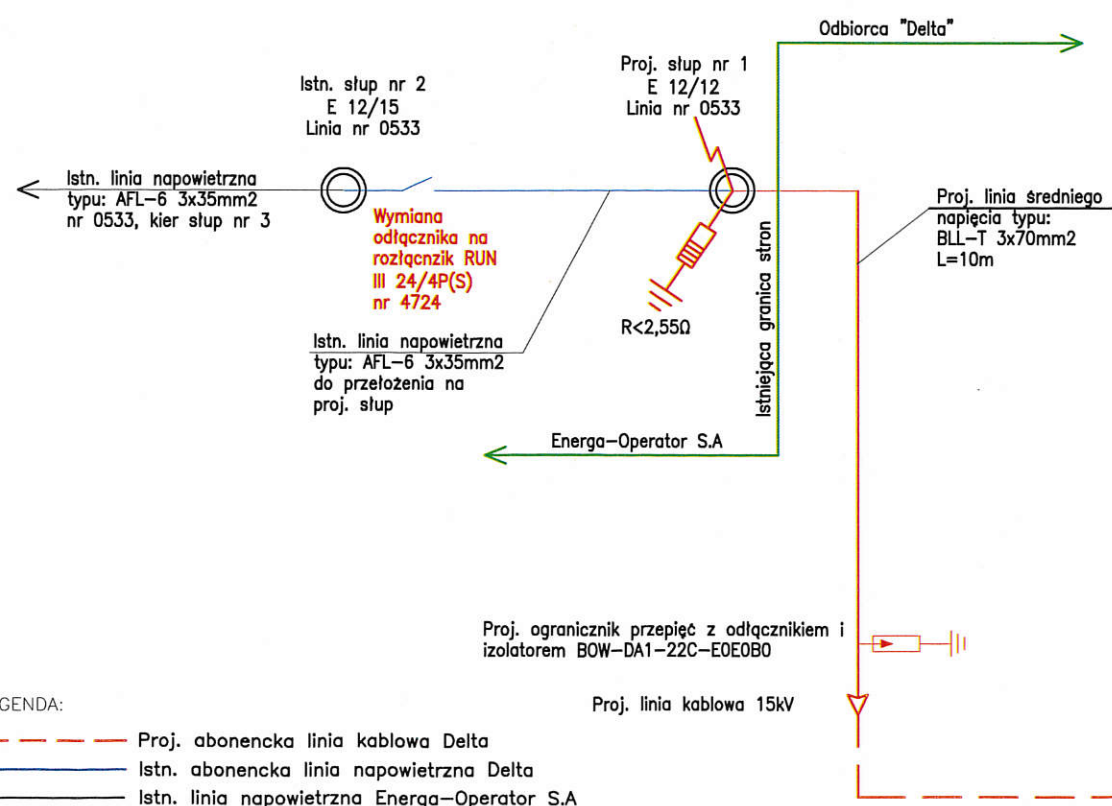 Odbiorca "Delta"
Istn. słup nr 2
E 12/15
Linia nr 0533
Proj. słup nr 1
E 12/12
Linia nr 0533
Istn. linia napowietrzna
typu: AFL-6 3x35mm2
nr 0533, kier słup nr 3
Wymiana
odłącznika na
rozłącnzik RUN
III 24/4P(S)
nr 4724
Proj. linia średniego
napięcia typu:
BLL-T 3x70mm2
L=10m
R<2,55Ω
Istniejąca granica stron
Istn. linia napowietrzna
typu: AFL-6 3x35mm2
do przełożenia na
proj. słup
Energa-Operator S.A
Proj. ogranicznik przepięć z odłącznikiem i
izolatorem BOW-DA1-22C-E0E0B0
Proj. linia kablowa 15kV
GENDA:
Proj. abonencka linia kablowa Delta
Istn. abonencka linia napowietrzna Delta
Istn. linia napowietrzna Energa-Operator S.A